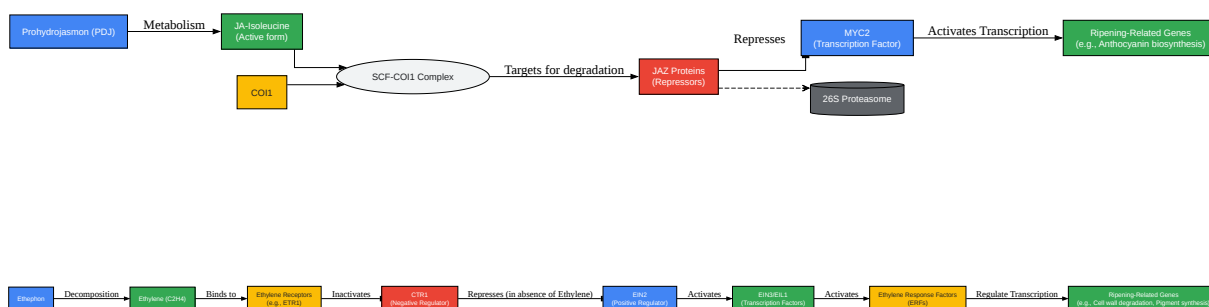 Prohydrojasmon (PDJ)
Metabolism
JA-Isoleucine
(Active form)
COI1
SCF-COI1 Complex
Targets for degradation
JAZ Proteins
(Repressors)
Represses
MYC2
(Transcription Factor)
Activates Transcription
Ripening-Related Genes
(e.g., Anthocyanin biosynthesis)
26S Proteasome
Ethephon
Decomposition
Ethylene (C2H4)
Binds to
Ethylene Receptors
(e.g., ETR1)
Inactivates
CTR1
(Negative Regulator)
Represses (in absence of Ethylene)
EIN2
(Positive Regulator)
Activates
EIN3/EIL1
(Transcription Factors)
Activates
Ethylene Response Factors
(ERFs)
Regulate Transcription
Ripening-Related Genes
(e.g., Cell wall degradation, Pigment synthesis)